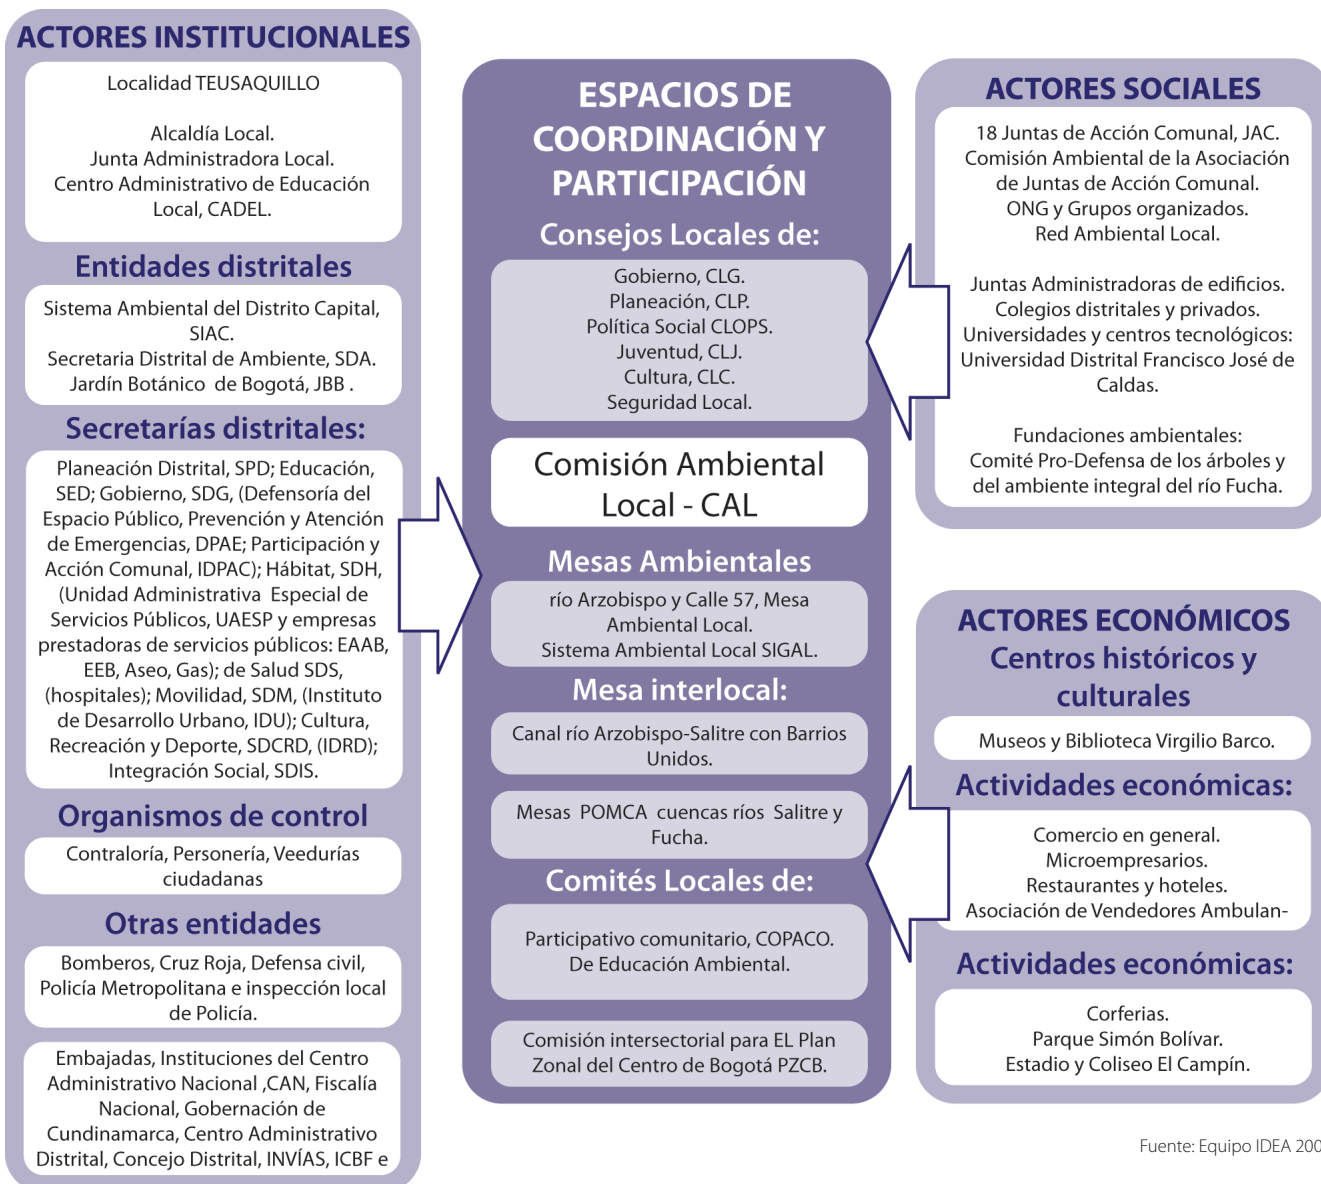 ACTORES INSTITUCIONALES
Localidad TEUSAQUILLO
Alcaldía Local.
Junta Administradora Local.
Centro Administrativo de Educación
Local, CADEL.
Entidades distritales
Sistema Ambiental del Distrito Capital,
SIAC.
Secretaria Distrital de Ambiente, SDA.
Jardín Botánico de Bogotá, JBB .
Secretarías distritales:
Planeación Distrital, SPD; Educación,
SED; Gobierno, SDG, (Defensoría del
Espacio Público, Prevención y Atención
de Emergencias, DPAE; Participación y
Acción Comunal, IDPAC); Hábitat, SDH,
(Unidad Administrativa Especial de
Servicios Públicos, UAESP y empresas
prestadoras de servicios públicos: EAAB,
EEB, Aseo, Gas); de Salud SDS,
(hospitales); Movilidad, SDM, (Instituto
de Desarrollo Urbano, IDU); Cultura,
Recreación y Deporte, SDCRD, (IDRD);
Integración Social, SDIS.
Organismos de control
Contraloría, Personería, Veedurías
ciudadanas
Otras entidades
Bomberos, Cruz Roja, Defensa civil,
Policía Metropolitana e inspección local
de Policía.
Embajadas, Instituciones del Centro
Administrativo Nacional ,CAN, Fiscalía
Nacional, Gobernación de
Cundinamarca, Centro Administrativo
Distrital, Concejo Distrital, INVÍAS, ICBF e
ESPACIOS DE
COORDINACIÓN Y
PARTICIPACIÓN
Consejos Locales de:
Gobierno, CLG.
Planeación, CLP.
Política Social CLOPS.
Juventud, CLJ.
Cultura, CLC.
Seguridad Local.
Comisión Ambiental
Local - CAL
Mesas Ambientales
río Arzobispo y Calle 57, Mesa
Ambiental Local.
Sistema Ambiental Local SIGAL.
Mesa interlocal:
Canal río Arzobispo-Salitre con Barrios
Unidos.
Mesas POMCA cuencas ríos Salitre y
Fucha.
Comités Locales de:
Participativo comunitario, COPACO.
De Educación Ambiental.
Comisión intersectorial para EL Plan
Zonal del Centro de Bogotá PZCB.
ACTORES SOCIALES
18 Juntas de Acción Comunal, JAC.
Comisión Ambiental de la Asociación
de Juntas de Acción Comunal.
ONG y Grupos organizados.
Red Ambiental Local.
Juntas Administradoras de edificios.
Colegios distritales y privados.
Universidades y centros tecnológicos:
Universidad Distrital Francisco José de
Caldas.
Fundaciones ambientales:
Comité Pro-Defensa de los árboles y
del ambiente integral del río Fucha.
ACTORES ECONÓMICOS
Centros históricos y
culturales
Museos y Biblioteca Virgilio Barco.
Actividades económicas:
Comercio en general.
Microempresarios.
Restaurantes y hoteles.
Asociación de Vendedores Ambulan-
Actividades económicas:
Corferias.
Parque Simón Bolívar.
Estadio y Coliseo El Campín.
Fuente: Equipo IDEA 200